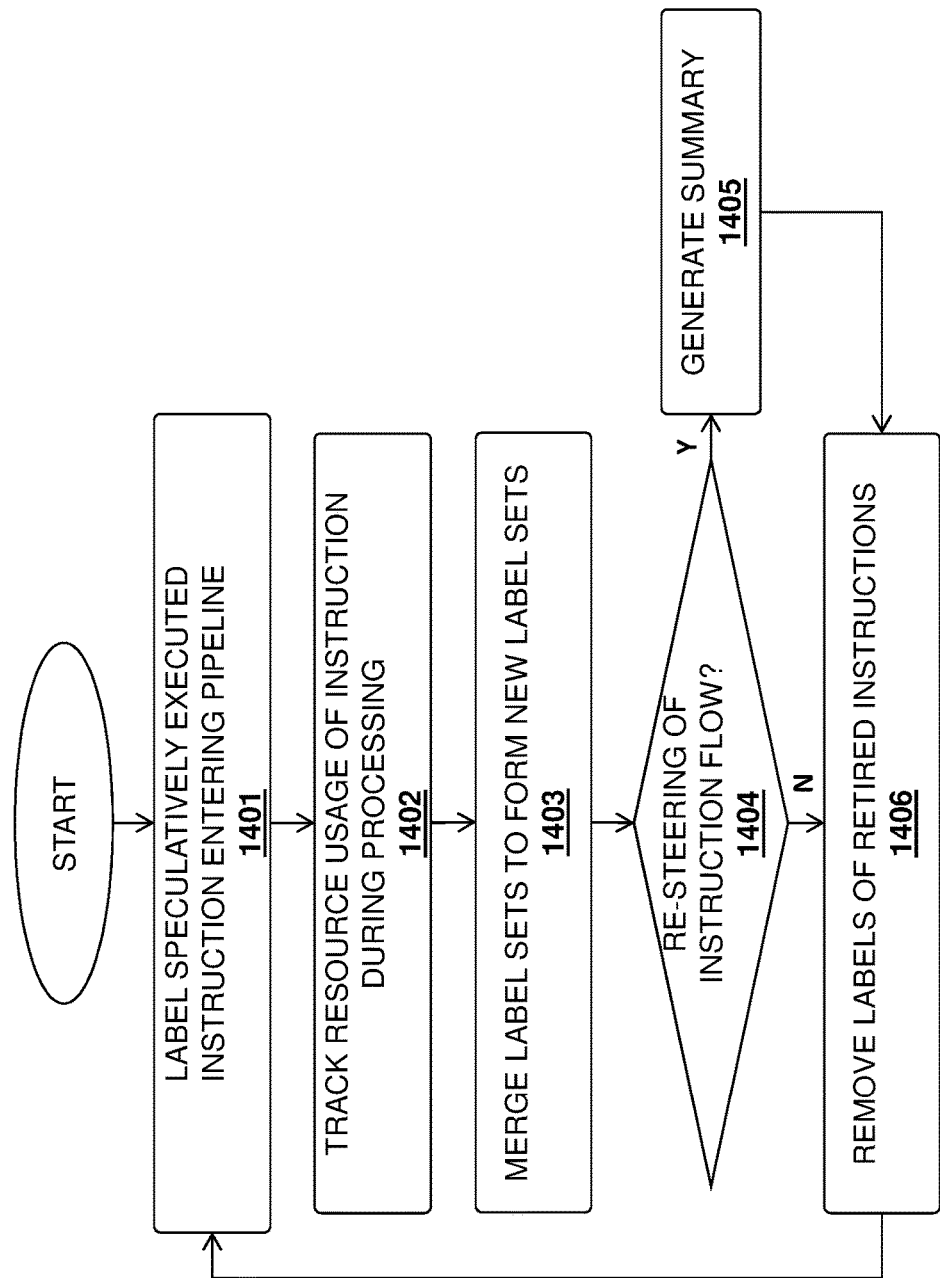 START
LABEL SPECULATIVELY EXECUTED
INSTRUCTION ENTERING PIPELINE
1401
TRACK RESOURCE USAGE OF INSTRUCTION
DURING PROCESSING
1402
MERGE LABEL SETS TO FORM NEW LABEL SETS
1403
RE-STEERING OF
INSTRUCTION FLOW?
1404
Y
N
GENERATE SUMMARY
1405
REMOVE LABELS OF RETIRED INSTRUCTIONS
1406